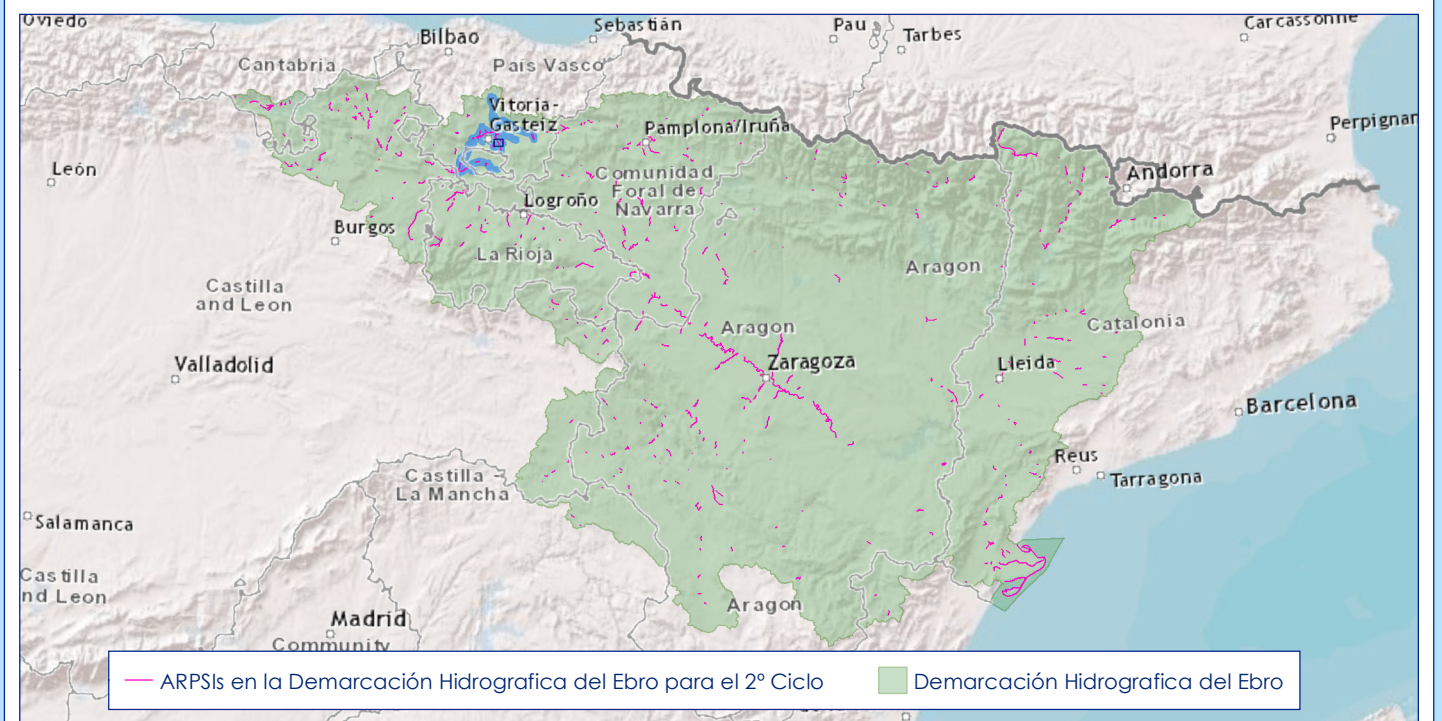 Oviedo
Sebastián
Pau
Carcassonne
Bilbao
Tarbes
Cantabria
País Vasco
Vitoria-
Gasteiz
Pamplona/Iruña
Perpignan
León
Comunidad
Foral de
Navarra
Andorra
Logroño
Burgos
La Rioja
Aragon
Castilla
and Leon
Aragon
Catalonia
Valladolid
Zaragoza
Lleida
Barcelona
Reus
Castilla
La Mancha
Tarragona
Salamanca
Castilla
nd Leon
Aragon
Madrid
Community
ARPSIs en la Demarcación Hidrografica del Ebro para el 2º Ciclo
Demarcación Hidrografica del Ebro